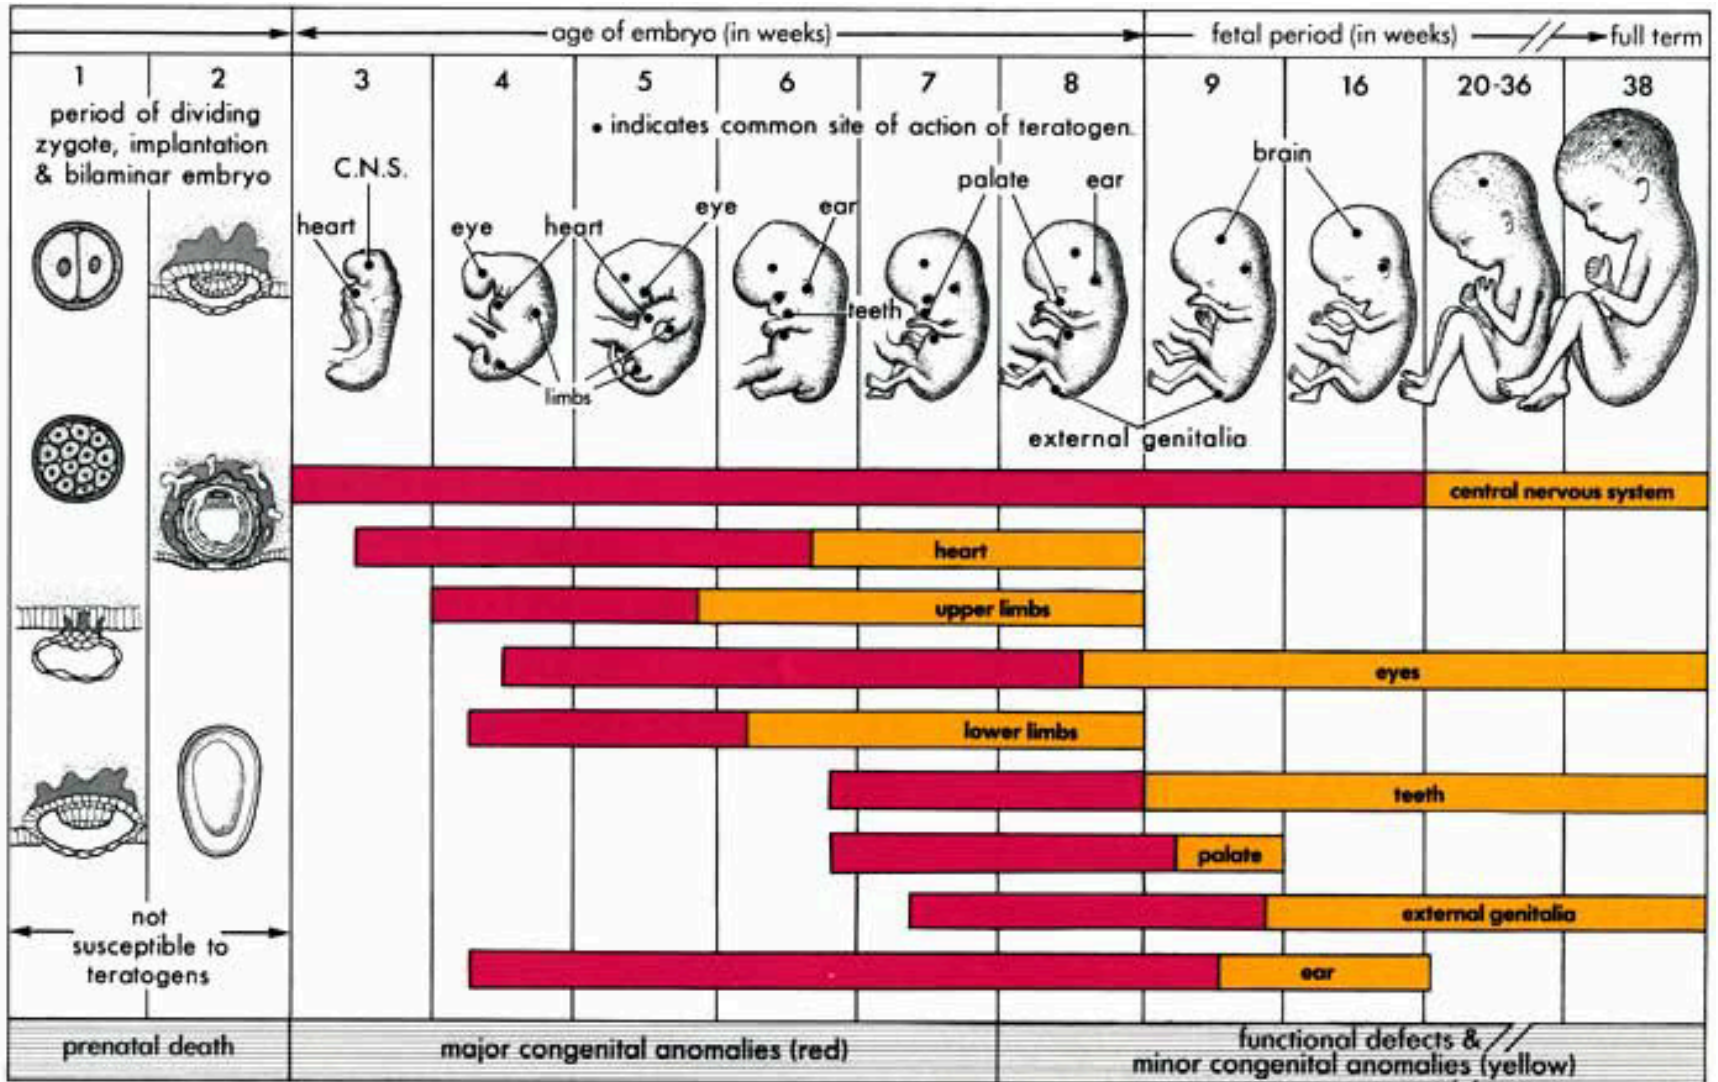 age of embryo (in weeks)
fetal period (in weeks)
full term
1
2
3
4
5
6
7
8
9
16
20-36
38
period of dividing
zygote, implantation
& bilaminar embryo
• indicates common site of action of teratogen.
C.N.S.
heart
eye
heart
eye
ear
palate
ear
brain
teeth
limbs
external genitalia
central nervous system
heart
upper limbs
eyes
lower limbs
teeth
palate
external genitalia
ear
not
susceptible to
teratogens
prenatal death
major congenital anomalies (red)
functional defects &
minor congenital anomalies (yellow)